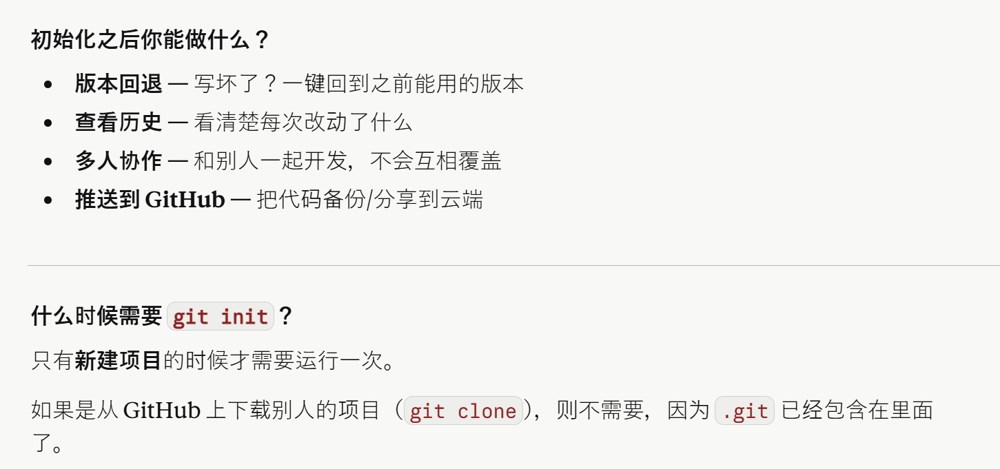 初始化之后你能做什么？
• 版本回退 — 写坏了？一键回到之前能用的版本
• 查看历史 — 看清楚每次改动了什么
• 多人协作 — 和别人一起开发，不会互相覆盖
• 推送到 GitHub — 把代码备份/分享到云端
什么时候需要 git init？
只有新建项目的时候才需要运行一次。
如果是从 GitHub 上下载别人的项目（git clone），则不需要，因为 .git 已经包含在里面
了。